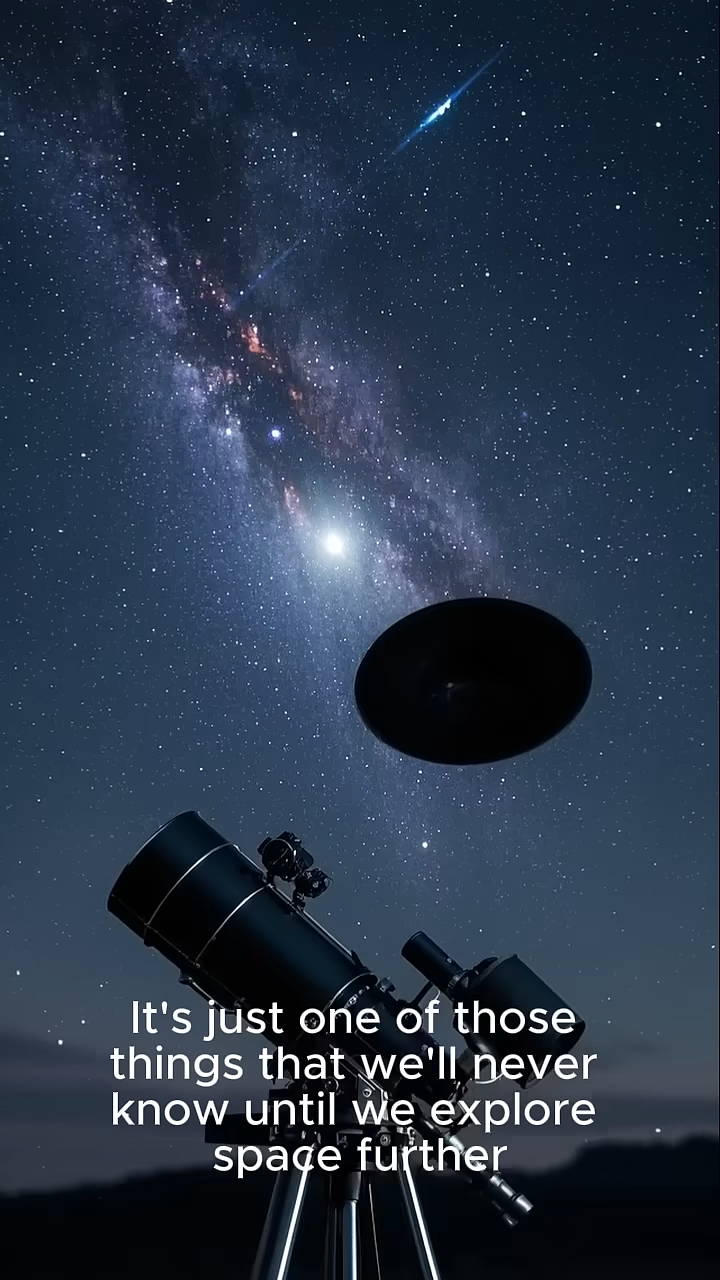 It's just one of those
things that we'll never
know until we explore
space further